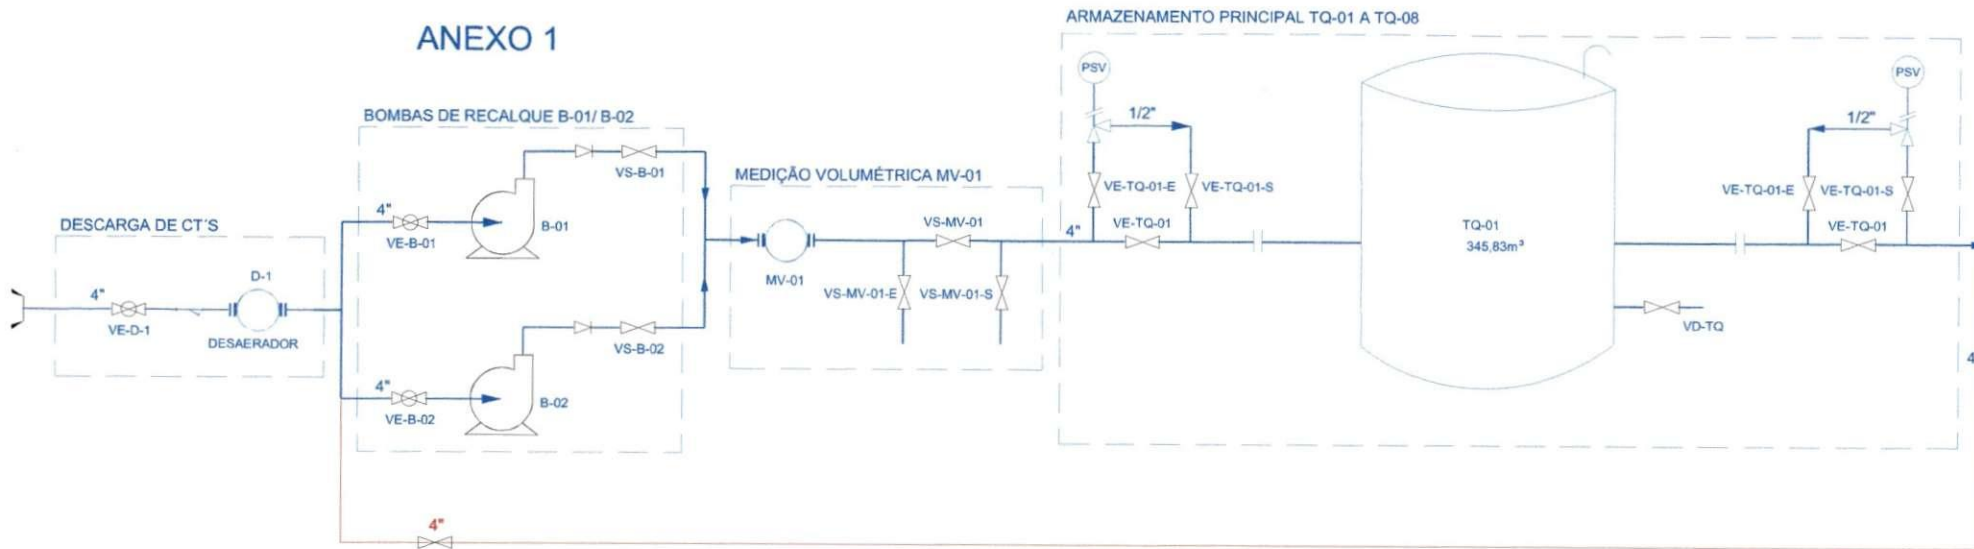 ANEXO 1
ARMAZENAMENTO PRINCIPAL TQ-01 A TQ-08
PSV
PSV
1/2"
1/2"
BOMBAS DE RECALQUE B-01/ B-02
VS-B-01
MEDIÇÃO VOLUMÉTRICA MV-01
VE-TQ-01-E
VE-TQ-01-S
VE-TQ-01-E
VE-TQ-01-S
DESCARGA DE CT´S
4"
B-01
VE-B-01
VS-MV-01
4"
VE-TQ-01
TQ-01
345,83m³
VE-TQ-01
D-1
MV-01
4"
VS-MV-01-E
VS-MV-01-S
VE-D-1
DESAERADOR
VS-B-02
VD-TQ
4"
B-02
VE-B-02
4"